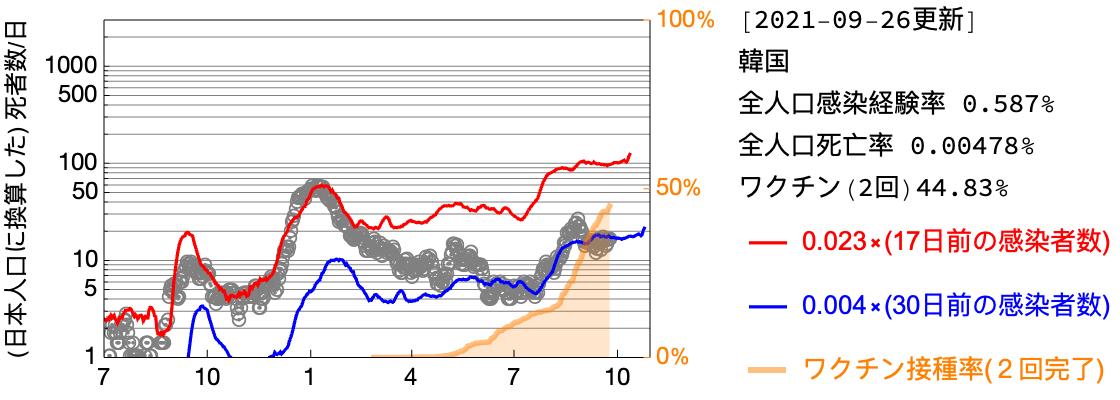 (日本人口に換算した) 死者数/日
1000
500
100
50
10
5
1
7
10
1
4
7
10
100%
50%
0%
[2021-09-26更新]
韓国
全人口感染経験率 0.587%
全人口死亡率 0.00478%
ワクチン(2回)44.83%
0.023×(17日前の感染者数)
0.004×(30日前の感染者数)
ワクチン接種率(２回完了)